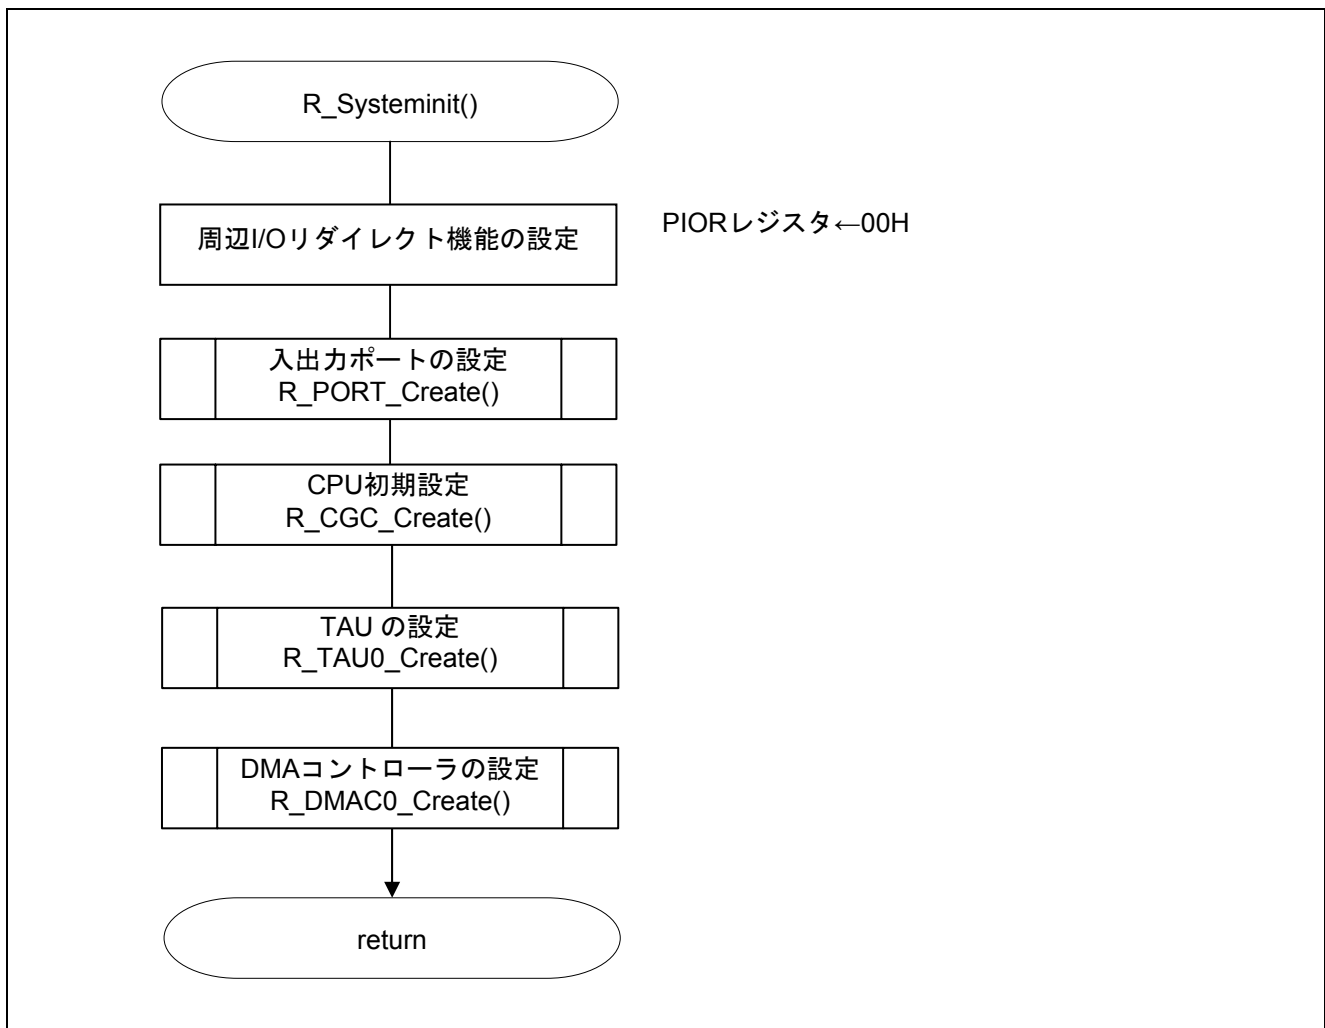 R_Systeminit()
周辺I/Oリダイレクト機能の設定
PIORレジスタ←00H
入出力ポートの設定
R_PORT_Create()
CPU初期設定
R_CGC_Create()
TAU の設定
R_TAU0_Create()
DMAコントローラの設定
R_DMAC0_Create()
return